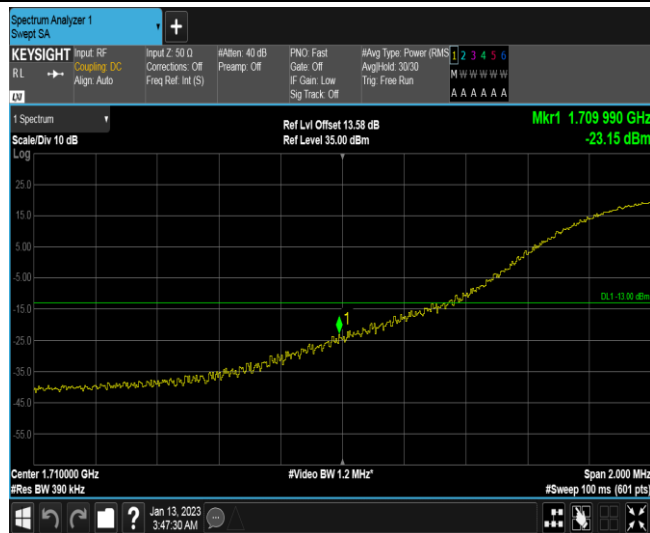 Spectrum Analyzer 1
Swept SA
+
KEYSIGHT
RL
LXI
Input: RF
Coupling: DC
Align: Auto
Input Z: 50 Ω
Corrections: Off
Freq Ref: Int (S)
#Atten: 40 dB
Preamp: Off
PNO: Fast
Gate: Off
IF Gain: Low
Sig Track: Off
#Avg Type: Power (RMS
Avg|Hold: 30/30
Trig: Free Run
1 2 3 4 5 6
M W W W W W
A A A A A A
1 Spectrum
Scale/Div 10 dB
Log
Ref Lvl Offset 13.58 dB
Ref Level 35.00 dBm
Mkr1 1.709 990 GHz
-23.15 dBm
25.0
15.0
5.00
-5.00
-15.0
-25.0
-35.0
-45.0
-55.0
DL1 -13.00 dBm
1
Center 1.710000 GHz
#Res BW 390 kHz
#Video BW 1.2 MHz*
Span 2.000 MHz
#Sweep 100 ms (601 pts)
?
Jan 13, 2023
3:47:30 AM